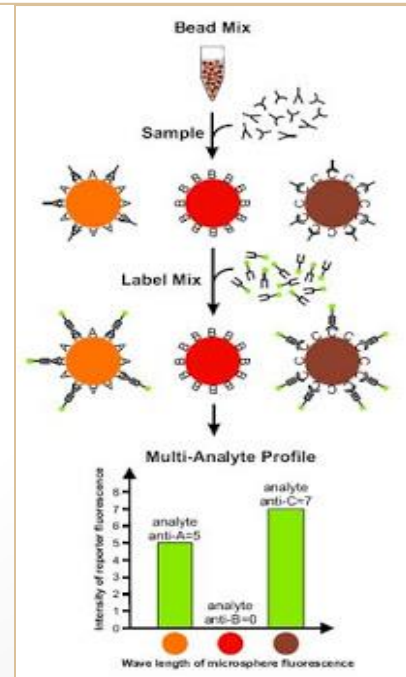 Bead Mix
Sample
A A A A A A A A
B B B B B B B B B B B B B B B B
C C C C C C C C
Label Mix
A A A A A A A A
B B B B B B B B B B B B B B B B
C C C C C C C C
Multi-Analyte Profile
Intensity of reporter fluorescence
8
7
6
5
4
3
2
1
0
analyte
anti-A=5
analyte
anti-B=0
analyte
anti-C=7
Wave length of microsphere fluorescence